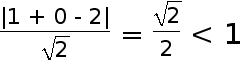 |1 + 0 - 2|/√2 = √2/2 < 1